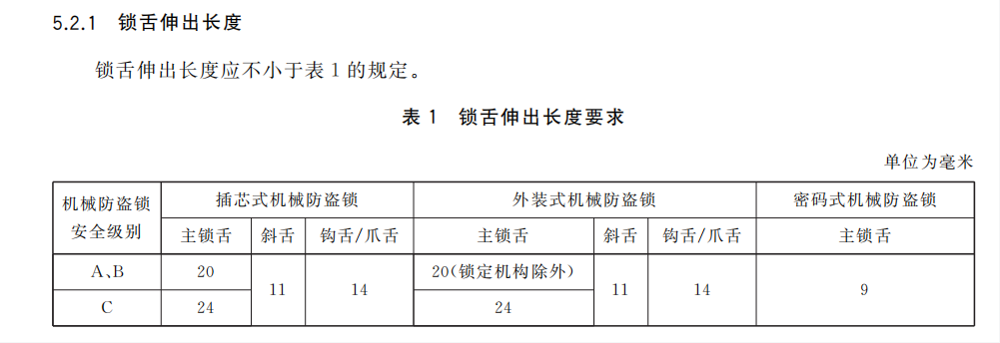 5.2.1 锁舌伸出长度
锁舌伸出长度应不小于表1的规定。
表1 锁舌伸出长度要求
单位为毫米
机械防盗锁安全级别 插芯式机械防盗锁 外装式机械防盗锁 密码式机械防盗锁
主锁舌 斜舌 钩舌/爪舌 主锁舌 斜舌 钩舌/爪舌 主锁舌
A、B 20 11 14 20(锁定机构除外) 11 14 9
C 24 24